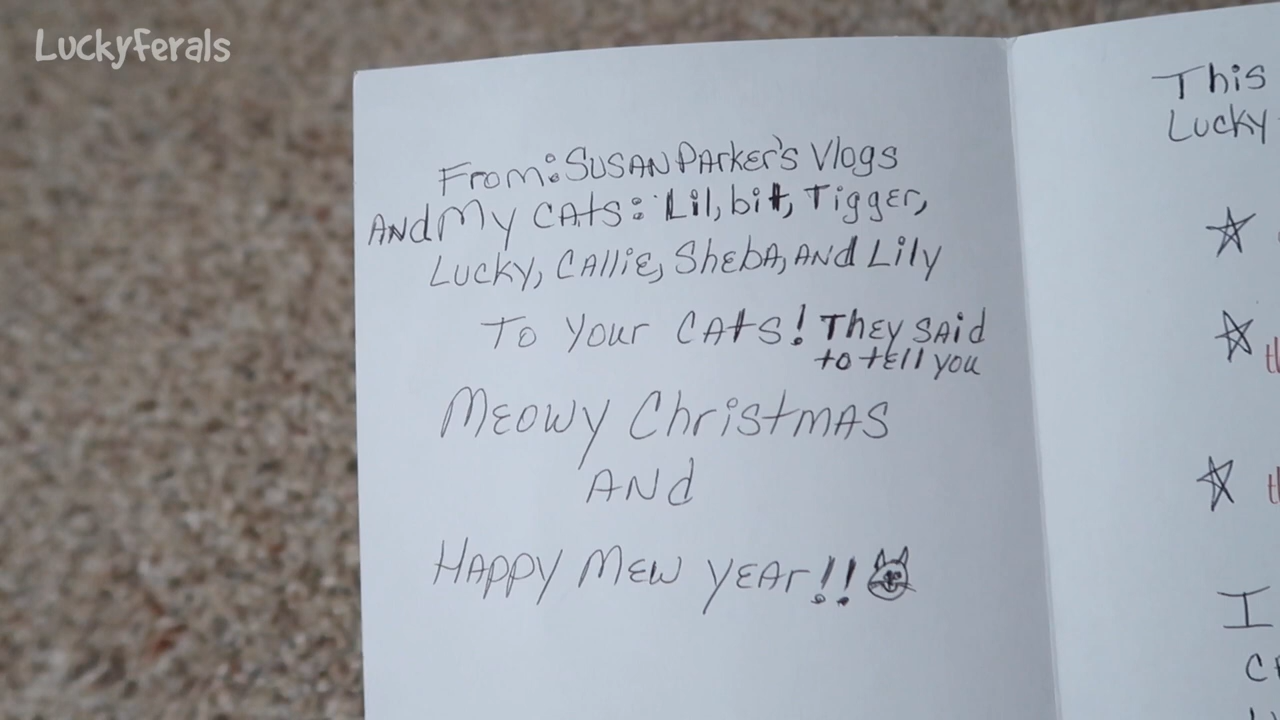 LuckyFerals
From: Susan Parker's Vlogs
And My Cats: Lil, bit, Tigger,
Lucky, Callie, Sheba, And Lily
To Your Cats! They said
to tell you
Meowy Christmas
And
Happy Mew Year!!
This
Lucky
I